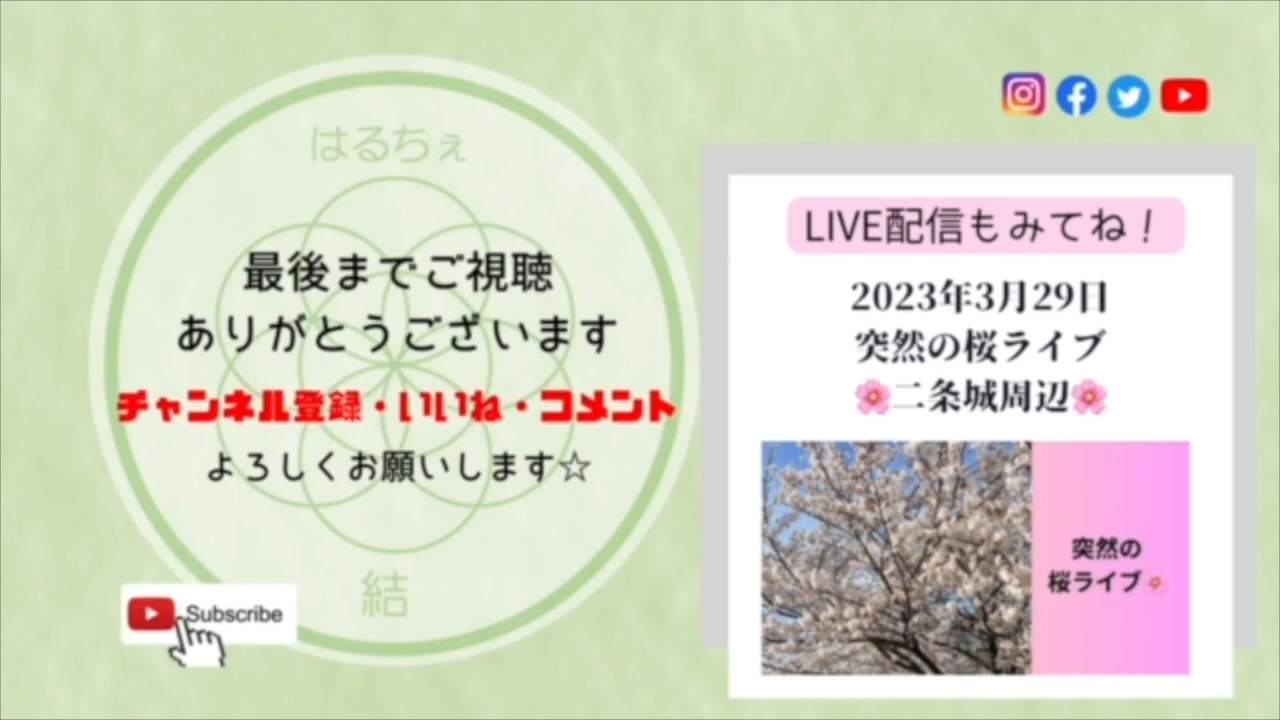 はるちぇ
最後までご視聴
ありがとうございます
チャンネル登録・いいね・コメント
よろしくお願いします☆
結
Subscribe
LIVE配信もみてね！
2023年3月29日
突然の桜ライブ
🌸二条城周辺🌸
突然の
桜ライブ🌸